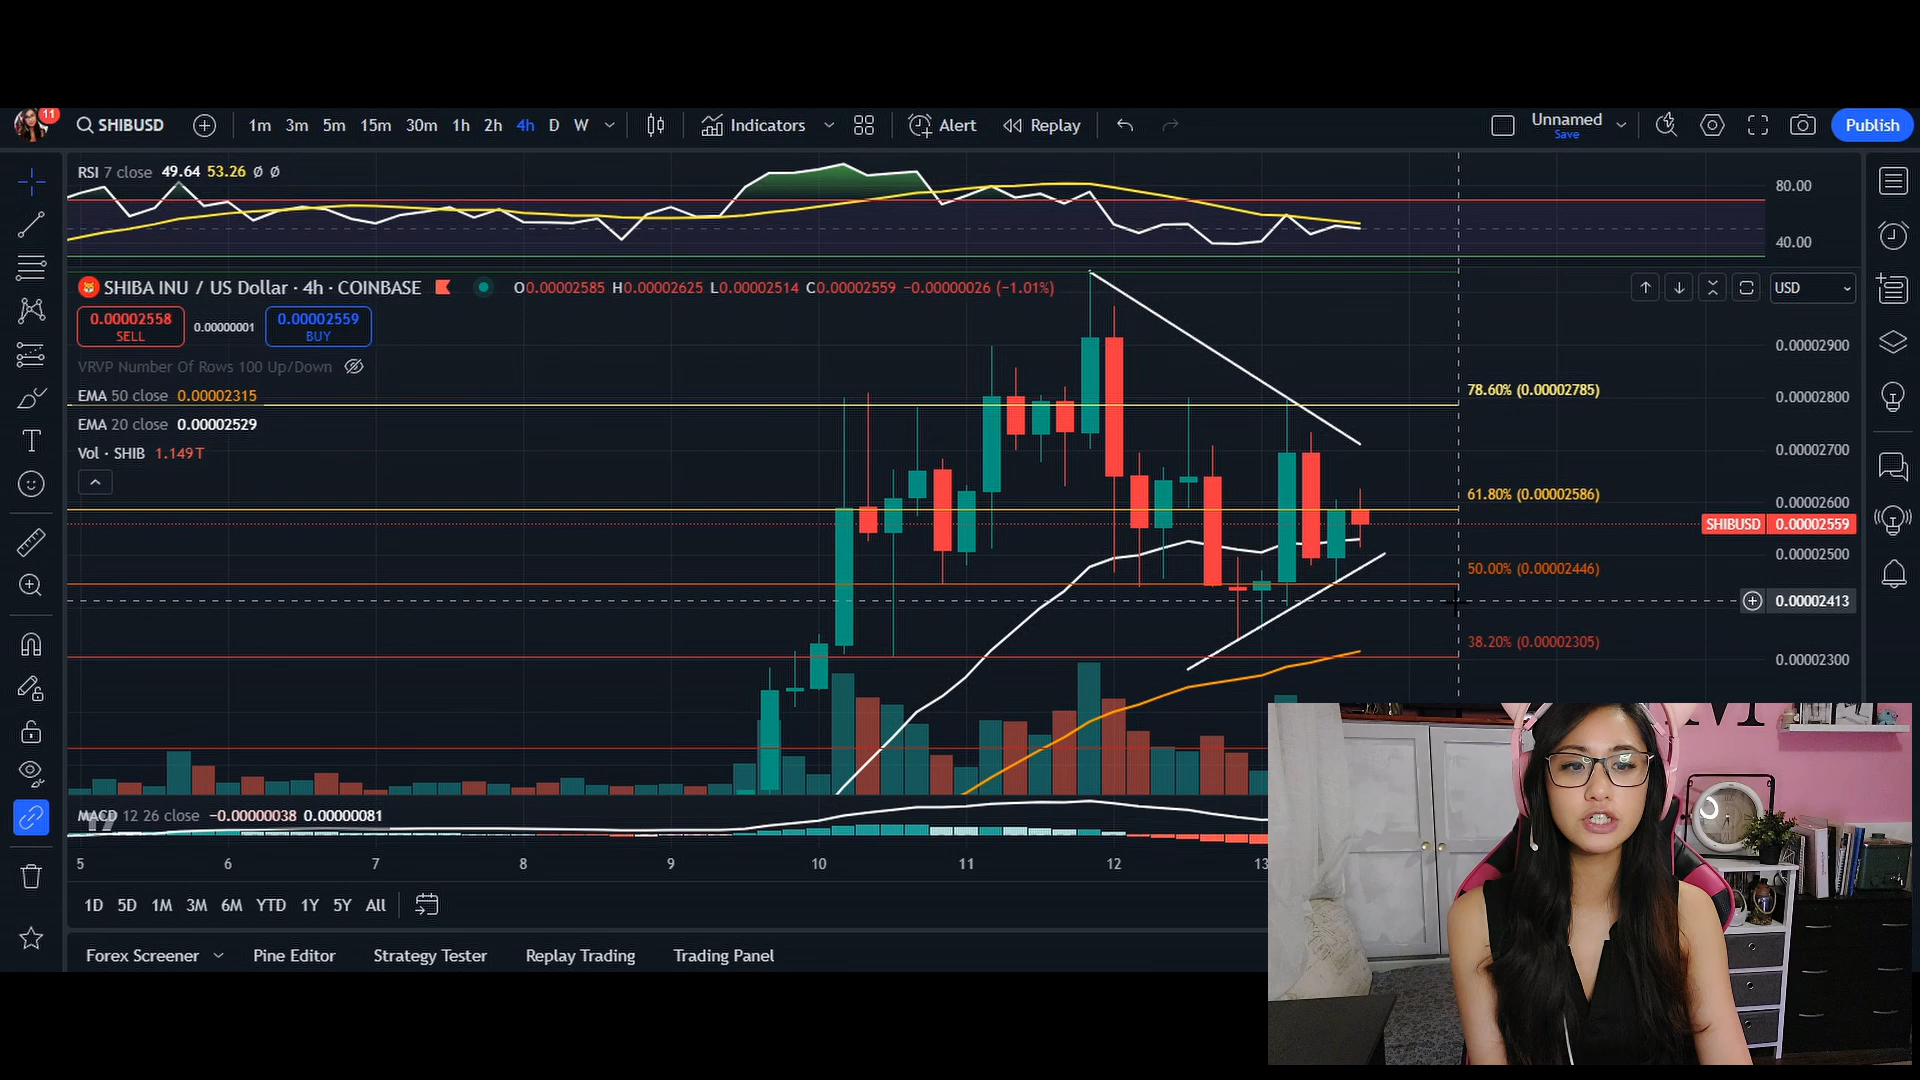 11
SHIBUSD 1m 3m 5m 15m 30m 1h 2h 4h D W Indicators Alert Replay Unnamed Save Publish
RSI 7 close 49.64 53.26 Ø Ø
80.00
40.00
SHIBA INU / US Dollar · 4h · COINBASE O0.00002585 H0.00002625 L0.00002514 C0.00002559 −0.00000026 (−1.01%) USD
0.00002558 SELL 0.00000001 0.00002559 BUY
VRVP Number Of Rows 100 Up/Down
EMA 50 close 0.00002315
EMA 20 close 0.00002529
Vol · SHIB 1.149T
0.00002900
78.60% (0.00002785)
0.00002800
0.00002700
61.80% (0.00002586)
0.00002600
SHIBUSD 0.00002559
0.00002500
50.00% (0.00002446)
0.00002413
38.20% (0.00002305)
0.00002300
MACD 12 26 close −0.00000038 0.00000081
5 6 7 8 9 10 11 12 13
1D 5D 1M 3M 6M YTD 1Y 5Y All
Forex Screener Pine Editor Strategy Tester Replay Trading Trading Panel
M